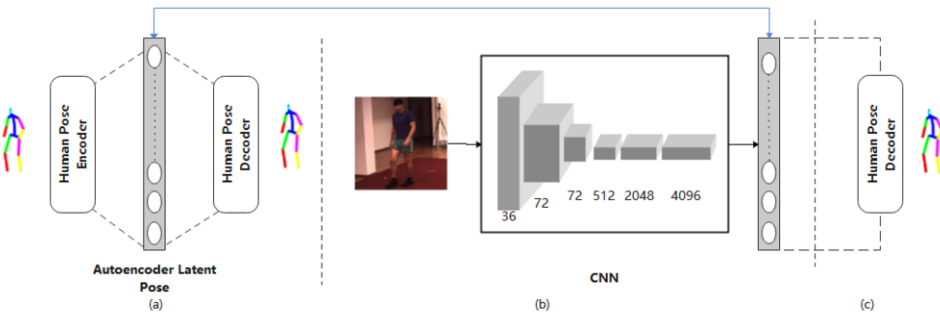 Human Pose
Encoder
Human Pose
Decoder
Autoencoder Latent
Pose
(a)
36
72
72
512
2048
4096
CNN
(b)
Human Pose
Decoder
(c)